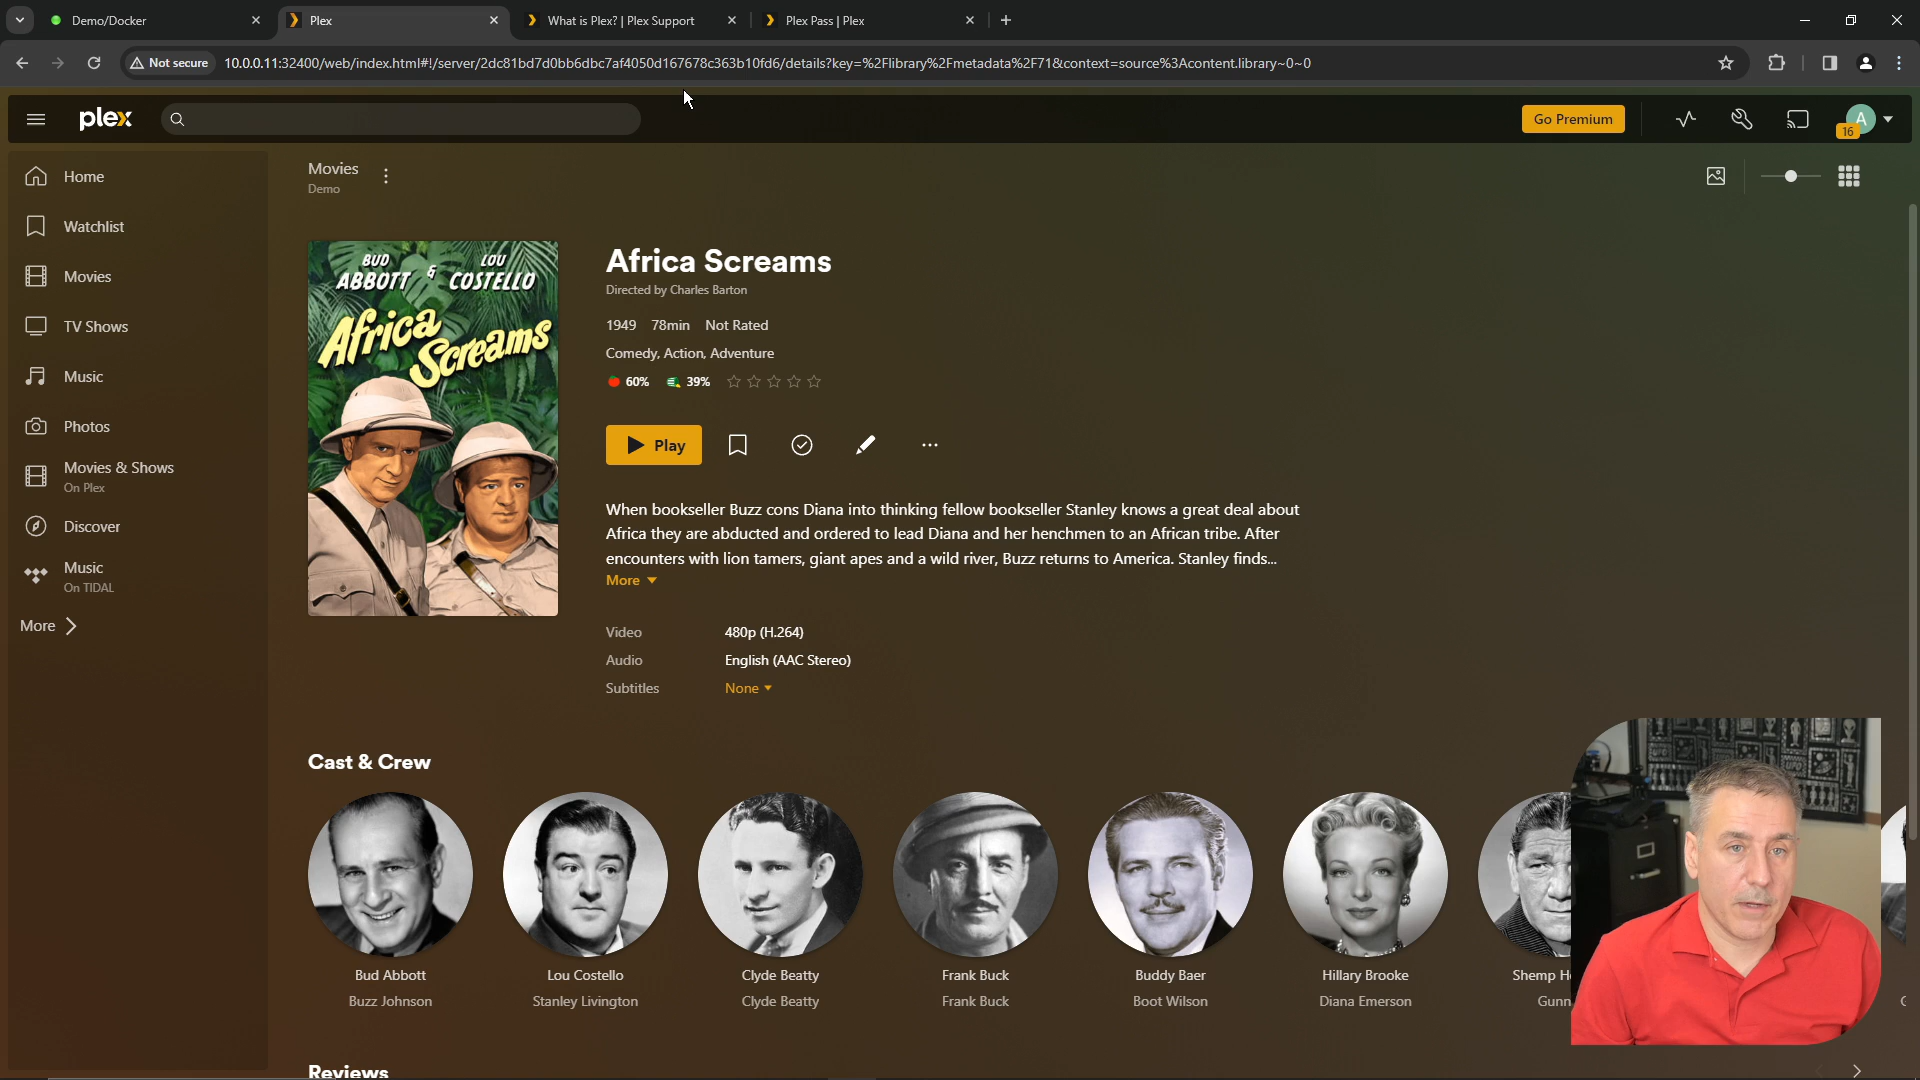 Demo/Docker
Plex
What is Plex? | Plex Support
Plex Pass | Plex
Not secure
10.0.0.11:32400/web/index.html#!/server/2dc81bd7d0bb6dbc7af4050d167678c363b10fd6/details?key=%2Flibrary%2Fmetadata%2F71&context=source%3Acontent.library~0~0
plex
Go Premium
A
16
Home
Watchlist
Movies
TV Shows
Music
Photos
Movies & Shows
On Plex
Discover
Music
On TIDAL
More
Movies
Demo
BUD ABBOTT & LOU COSTELLO
Africa Screams
Africa Screams
Directed by Charles Barton
1949 78min Not Rated
Comedy, Action, Adventure
60% 39%
Play
When bookseller Buzz cons Diana into thinking fellow bookseller Stanley knows a great deal about
Africa they are abducted and ordered to lead Diana and her henchmen to an African tribe. After
encounters with lion tamers, giant apes and a wild river, Buzz returns to America. Stanley finds...
More
Video 480p (H.264)
Audio English (AAC Stereo)
Subtitles None
Cast & Crew
Bud Abbott
Buzz Johnson
Lou Costello
Stanley Livington
Clyde Beatty
Clyde Beatty
Frank Buck
Frank Buck
Buddy Baer
Boot Wilson
Hillary Brooke
Diana Emerson
Shemp H
Gunn
Reviews